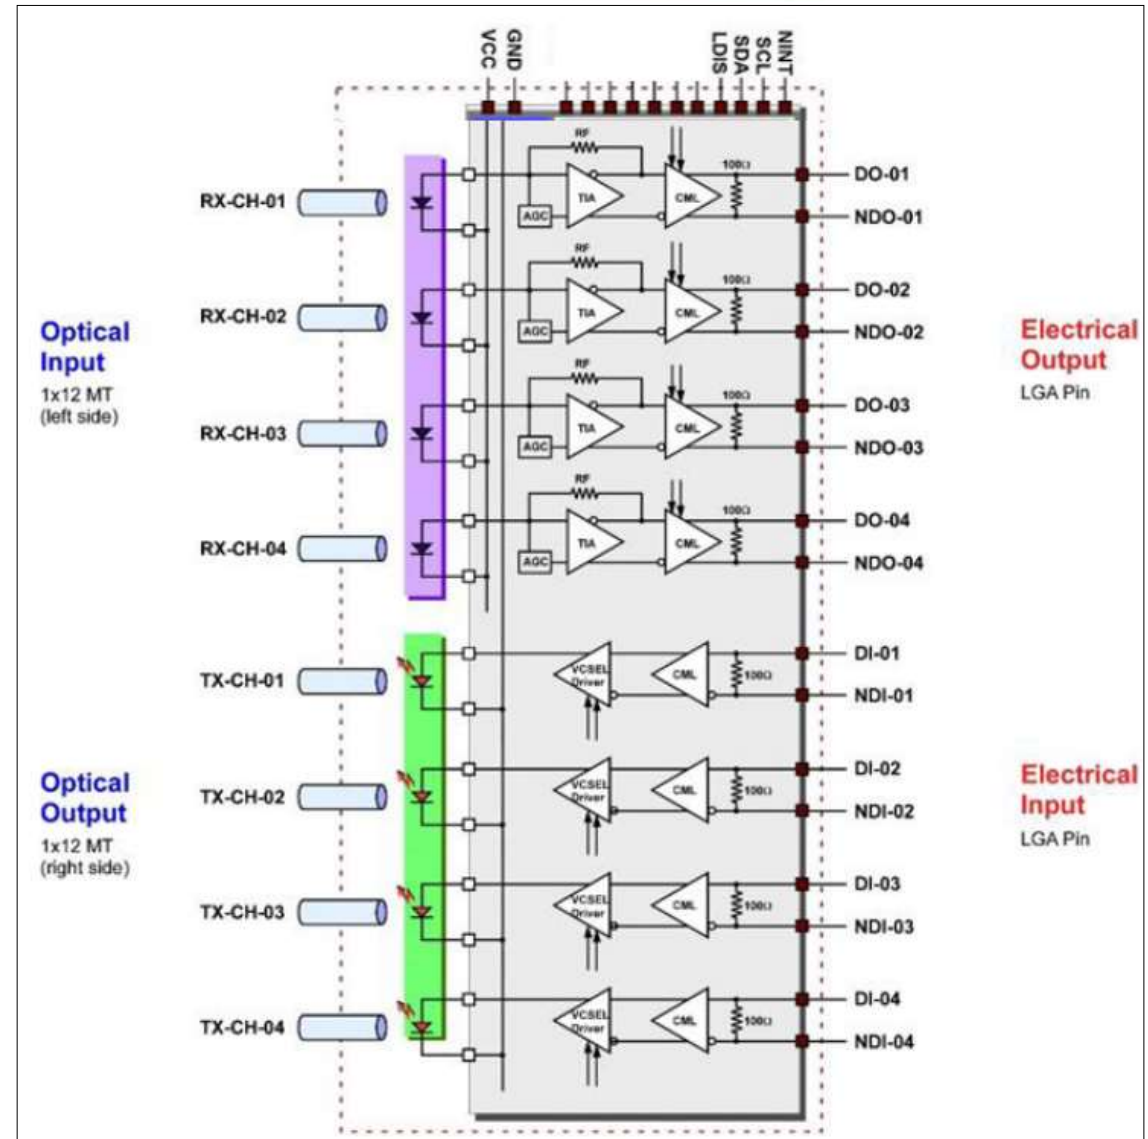 VCC
GND
LDIS
SDA
SCL
NINT
RF
100Ω
RX-CH-01
TIA
CML
AGC
DO-01
NDO-01
RF
100Ω
RX-CH-02
TIA
CML
AGC
DO-02
NDO-02
Optical
Input
1x12 MT
(left side)
Electrical
Output
LGA Pin
RF
100Ω
RX-CH-03
TIA
CML
AGC
DO-03
NDO-03
RF
100Ω
RX-CH-04
TIA
CML
AGC
DO-04
NDO-04
TX-CH-01
VCSEL
Driver
CML
100Ω
DI-01
NDI-01
TX-CH-02
VCSEL
Driver
CML
100Ω
DI-02
NDI-02
Optical
Output
1x12 MT
(right side)
Electrical
Input
LGA Pin
TX-CH-03
VCSEL
Driver
CML
100Ω
DI-03
NDI-03
TX-CH-04
VCSEL
Driver
CML
100Ω
DI-04
NDI-04